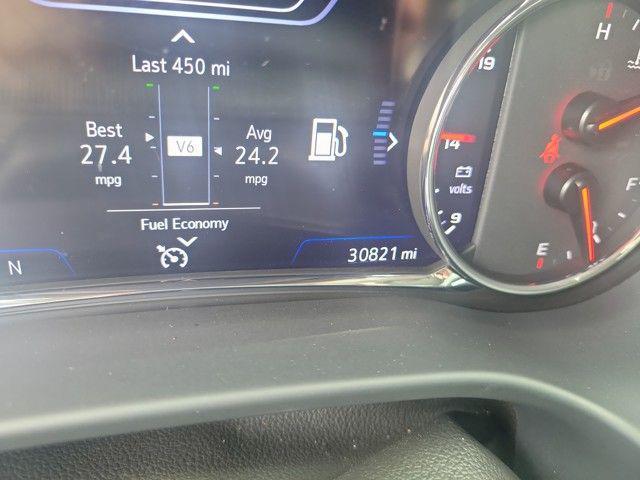 Last 450 mi
Best
27.4
mpg
V6
Avg
24.2
mpg
Fuel Economy
N
30821 mi
19
14
volts
9
H
E
F